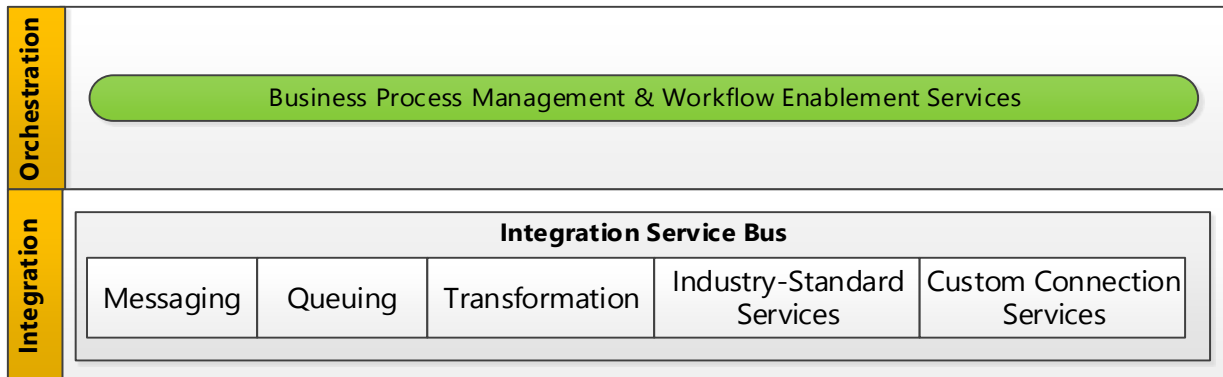 Orchestration
Business Process Management & Workflow Enablement Services
Integration
Integration Service Bus
Messaging
Queuing
Transformation
Industry-Standard
Services
Custom Connection
Services